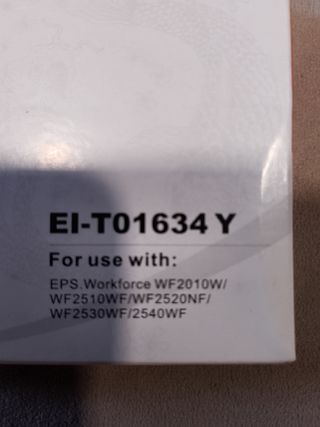 EI-T01634 Y
For use with:
EPS.Workforce WF2010W/
WF2510WF/WF2520NF/
WF2530WF/2540WF